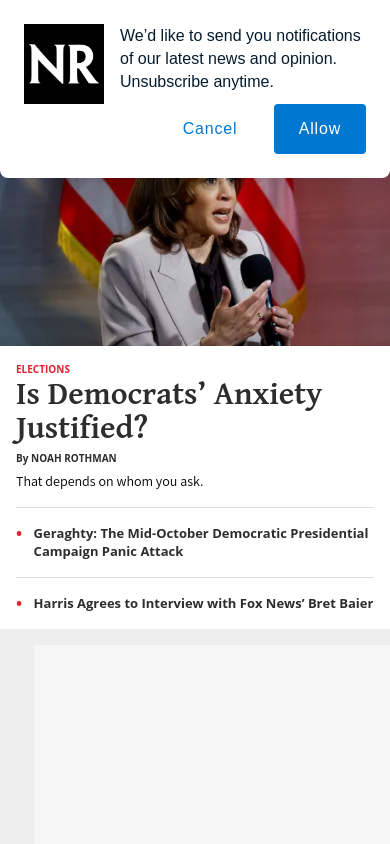 NR
We’d like to send you notifications
of our latest news and opinion.
Unsubscribe anytime.
Cancel
Allow
ELECTIONS
Is Democrats’ Anxiety
Justified?
By NOAH ROTHMAN
That depends on whom you ask.
• Geraghty: The Mid-October Democratic Presidential
Campaign Panic Attack
• Harris Agrees to Interview with Fox News’ Bret Baier